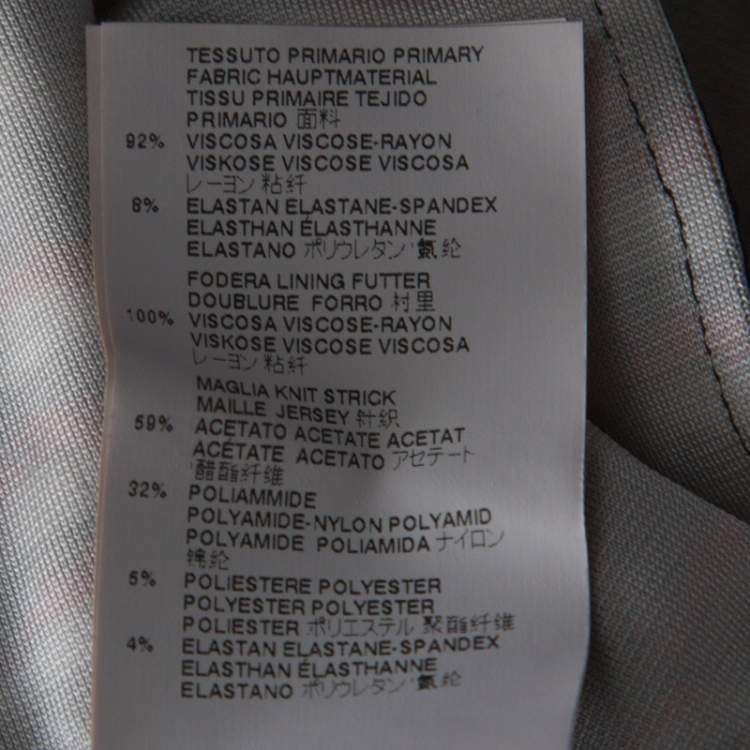 TESSUTO PRIMARIO PRIMARY
FABRIC HAUPTMATERIAL
TISSU PRIMAIRE TEJIDO
PRIMARIO 面料
92% VISCOSA VISCOSE-RAYON
VISKOSE VISCOSE VISCOSA
レーヨン 粘纤
8% ELASTAN ELASTANE-SPANDEX
ELASTHAN ÉLASTHANNE
ELASTANO ポリウレタン 氨纶
FODERA LINING FUTTER
DOUBLURE FORRO 衬里
100% VISCOSA VISCOSE-RAYON
VISKOSE VISCOSE VISCOSA
レーヨン 粘纤
MAGLIA KNIT STRICK
MAILLE JERSEY 针织
59% ACETATO ACETATE ACETAT
ACÉTATE ACETATO アセテート
醋酯纤维
32% POLIAMMIDE
POLYAMIDE-NYLON POLYAMID
POLYAMIDE POLIAMIDA ナイロン
锦纶
5% POLIESTERE POLYESTER
POLYESTER POLYESTER
POLIESTER ポリエステル 聚酯纤维
4% ELASTAN ELASTANE-SPANDEX
ELASTHAN ÉLASTHANNE
ELASTANO ポリウレタン 氨纶